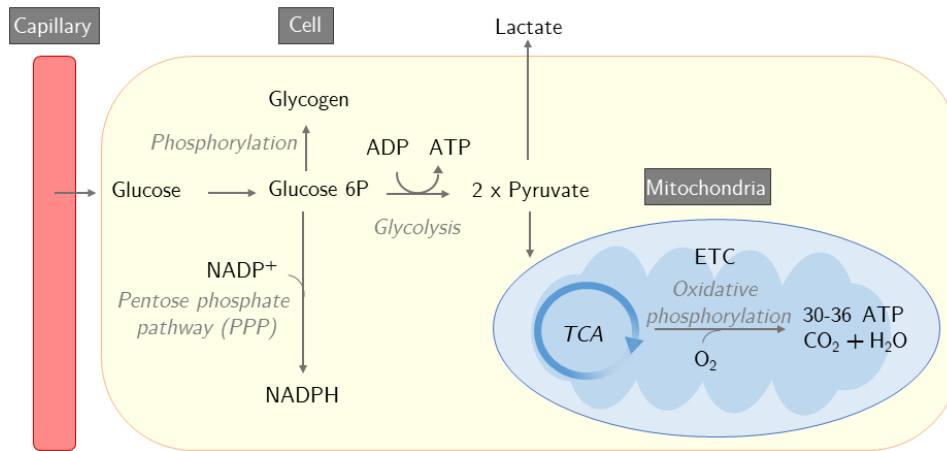 Capillary
Cell
Lactate
Glycogen
Phosphorylation
ADP
ATP
Glucose
Glucose 6P
2 x Pyruvate
Mitochondria
Glycolysis
NADP⁺
Pentose phosphate
pathway (PPP)
NADPH
ETC
Oxidative
phosphorylation
TCA
O₂
30-36 ATP
CO₂ + H₂O